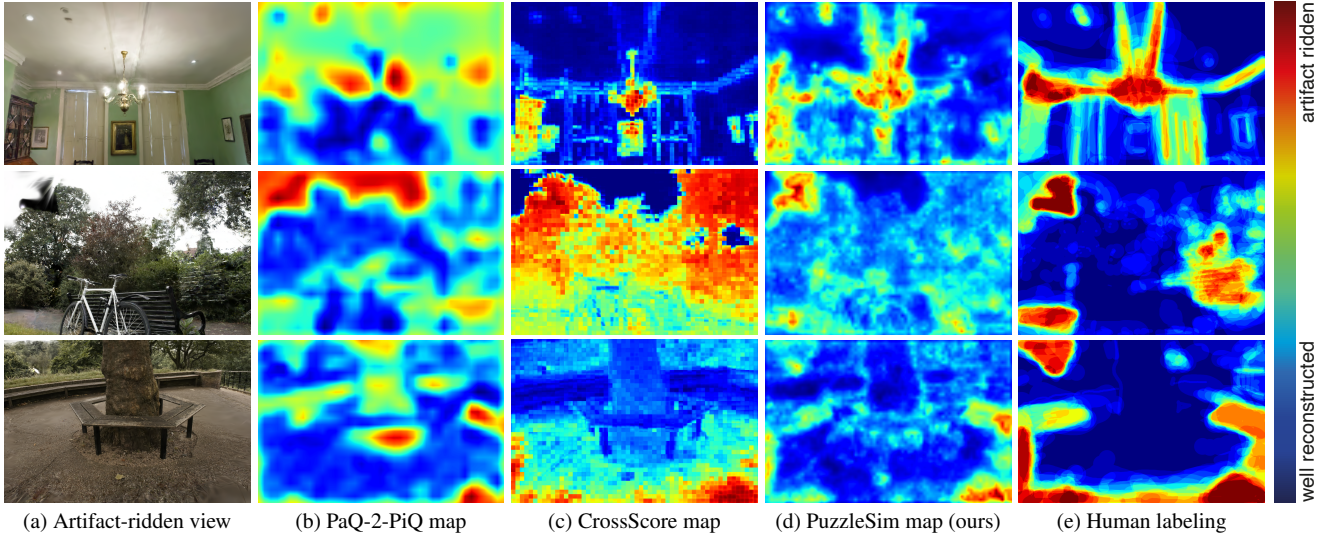 artifact ridden
well reconstructed
(a) Artifact-ridden view
(b) PaQ-2-PiQ map
(c) CrossScore map
(d) PuzzleSim map (ours)
(e) Human labeling